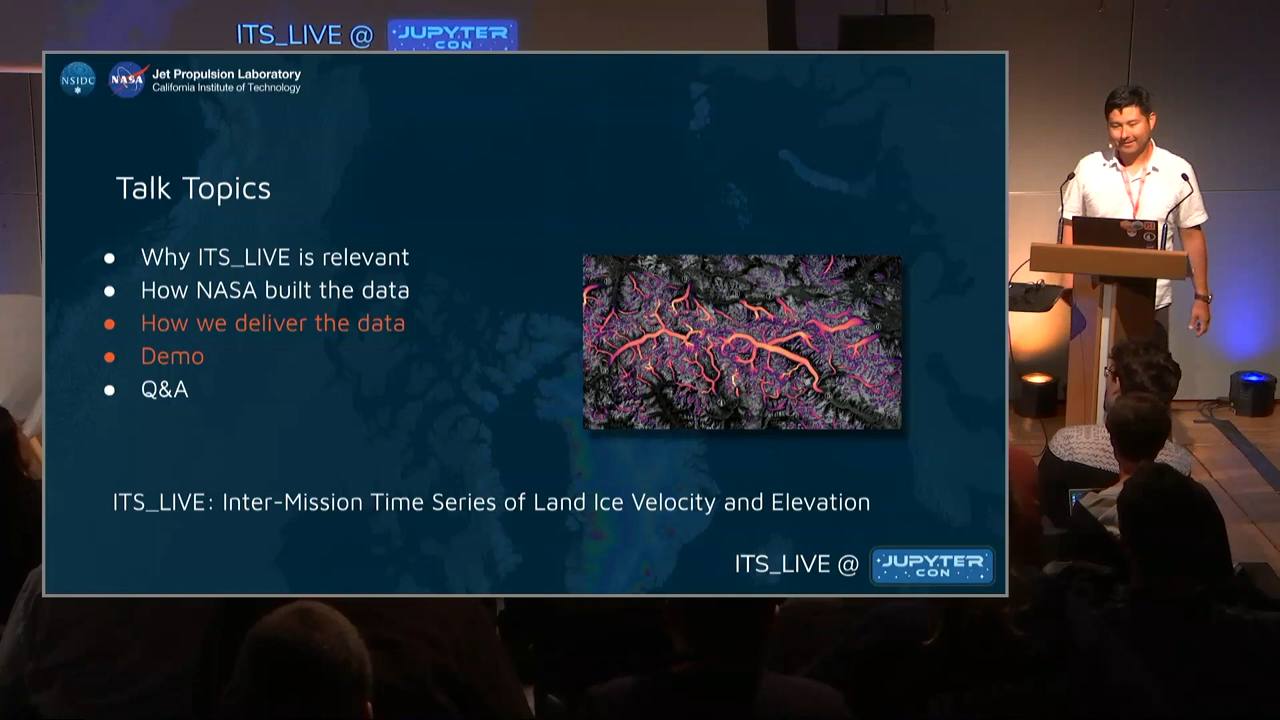 ITS_LIVE @ JUPYTER
CON
NSIDC
NASA
Jet Propulsion Laboratory
California Institute of Technology
Talk Topics
Why ITS_LIVE is relevant
How NASA built the data
How we deliver the data
Demo
Q&A
ITS_LIVE: Inter-Mission Time Series of Land Ice Velocity and Elevation
ITS_LIVE @ JUPYTER
CON